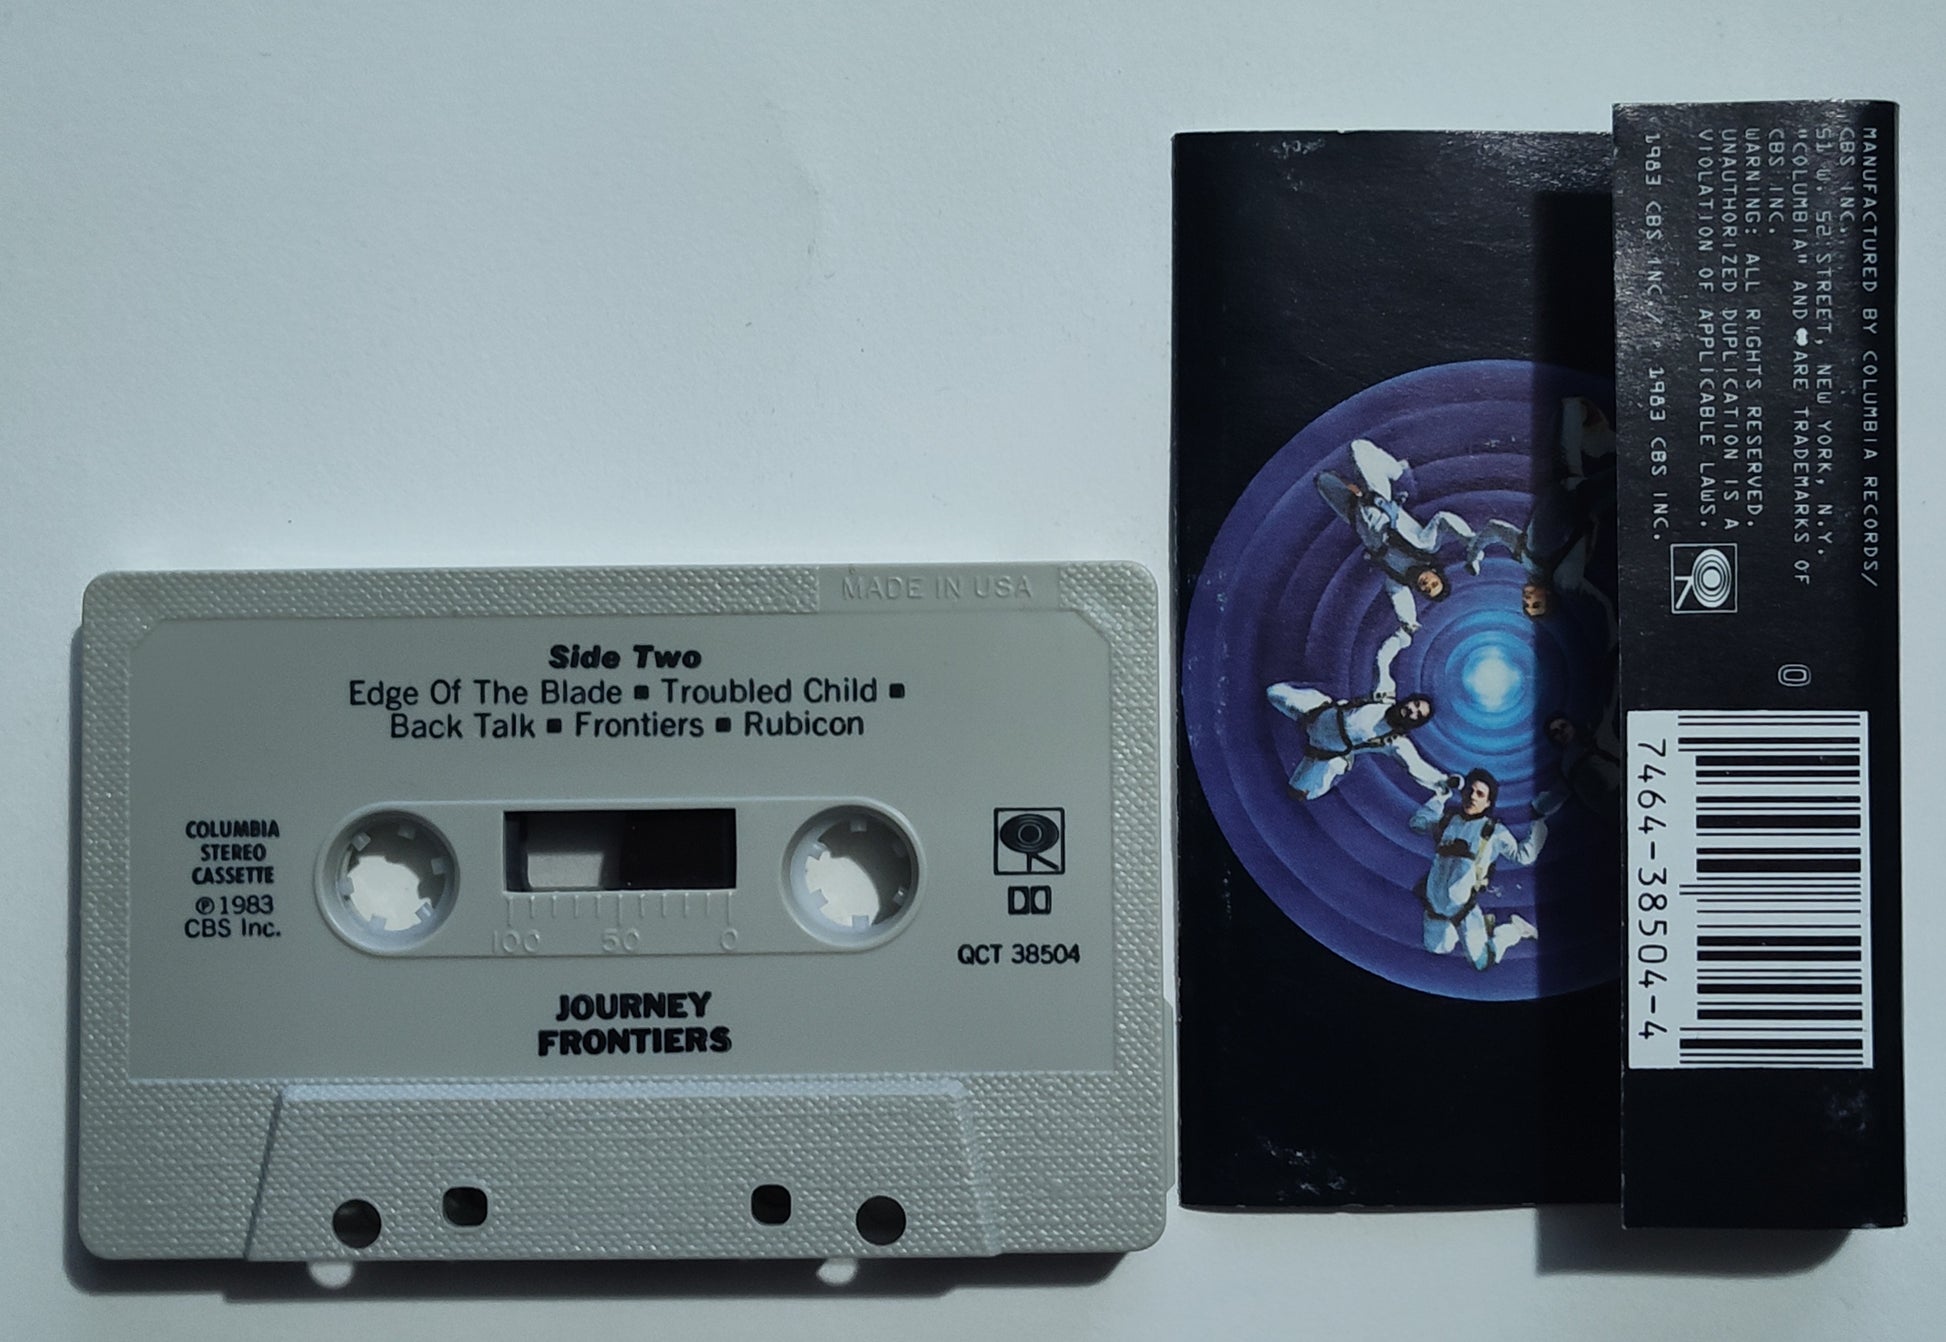 MADE IN USA
Side Two
Edge Of The Blade ▪ Troubled Child ▪
Back Talk ▪ Frontiers ▪ Rubicon
COLUMBIA
STEREO
CASSETTE
℗ 1983
CBS Inc.
100 50 0
QCT 38504
JOURNEY
FRONTIERS
MANUFACTURED BY COLUMBIA RECORDS/
CBS INC.
51 W. 52 STREET, NEW YORK, N.Y.
"COLUMBIA" AND ARE TRADEMARKS OF
CBS INC.
WARNING: ALL RIGHTS RESERVED.
UNAUTHORIZED DUPLICATION IS A
VIOLATION OF APPLICABLE LAWS.
1983 CBS INC / 1983 CBS INC.
0
7464-38504-4